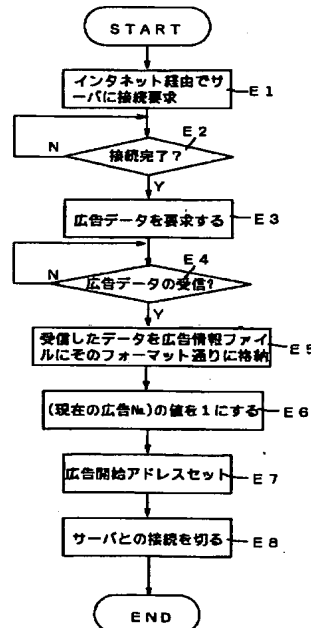 START
インタネット経由でサ
ーバに接続要求
E1
E2
接続完了?
N
Y
広告データを要求する
E3
E4
広告データの受信?
N
Y
受信したデータを広告情報ファイ
ルにそのフォーマット通りに格納
E5
(現在の広告№)の値を1にする
E6
広告開始アドレスセット
E7
サーバとの接続を切る
E8
END